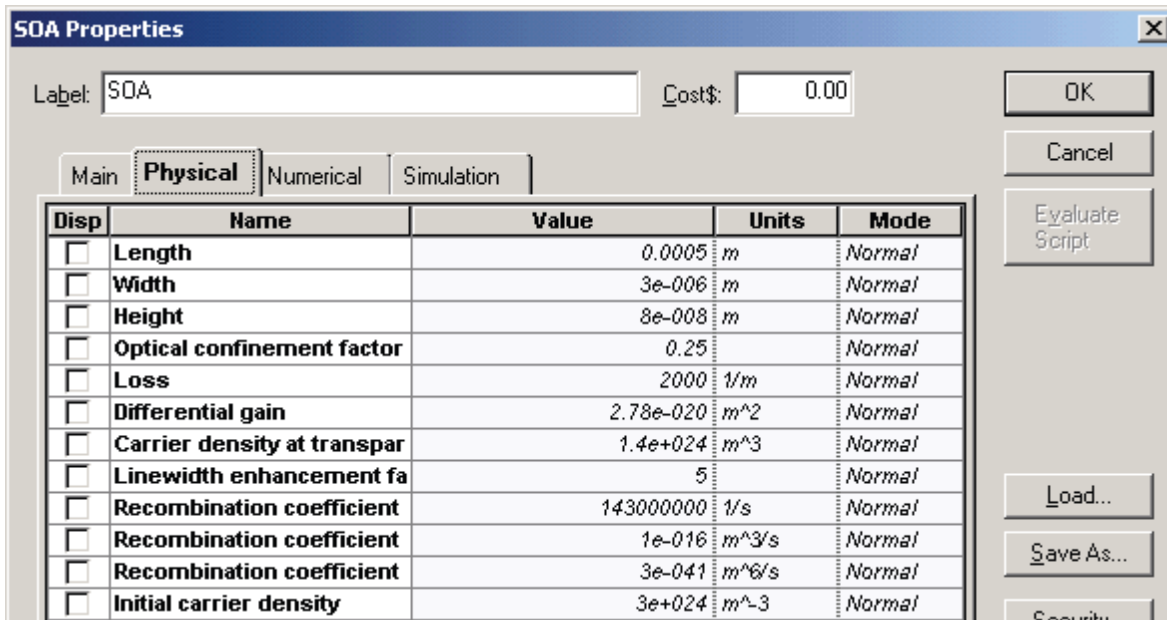 SOA Properties
Label: SOA Cost$: 0.00 OK
Cancel
Main Physical Numerical Simulation
Evaluate
Script
Disp Name Value Units Mode
Length 0.0005 m Normal
Width 3e-006 m Normal
Height 8e-008 m Normal
Optical confinement factor 0.25 Normal
Loss 2000 1/m Normal
Differential gain 2.78e-020 m^2 Normal
Carrier density at transpar 1.4e+024 m^3 Normal
Linewidth enhancement fa 5 Normal
Recombination coefficient 143000000 1/s Normal
Recombination coefficient 1e-016 m^3/s Normal
Recombination coefficient 3e-041 m^6/s Normal
Initial carrier density 3e+024 m^-3 Normal
Load...
Save As...
Security